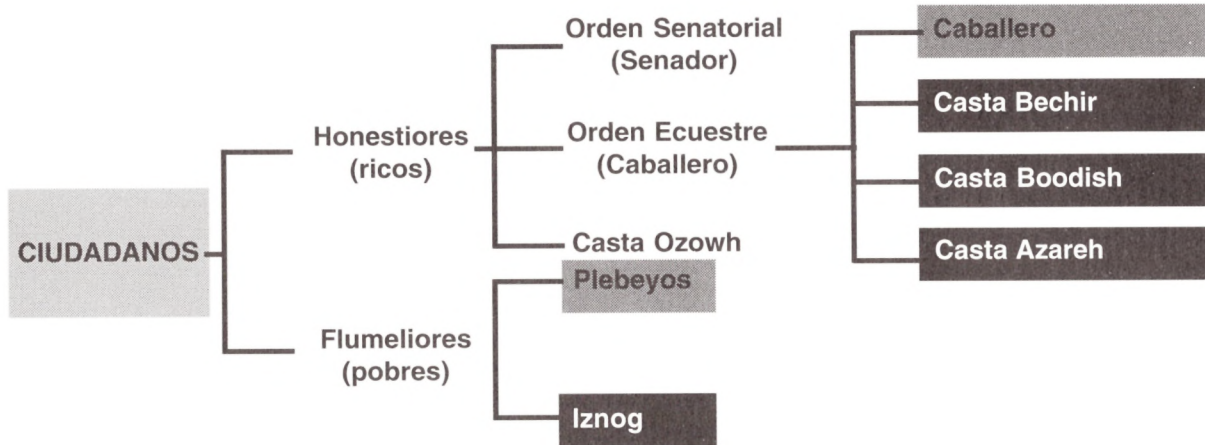 CIUDADANOS
Honestiores
(ricos)
Orden Senatorial
(Senador)
Orden Ecuestre
(Caballero)
Casta Ozowh
Caballero
Casta Bechir
Casta Boodish
Casta Azareh
Flumeliores
(pobres)
Plebeyos
Iznog